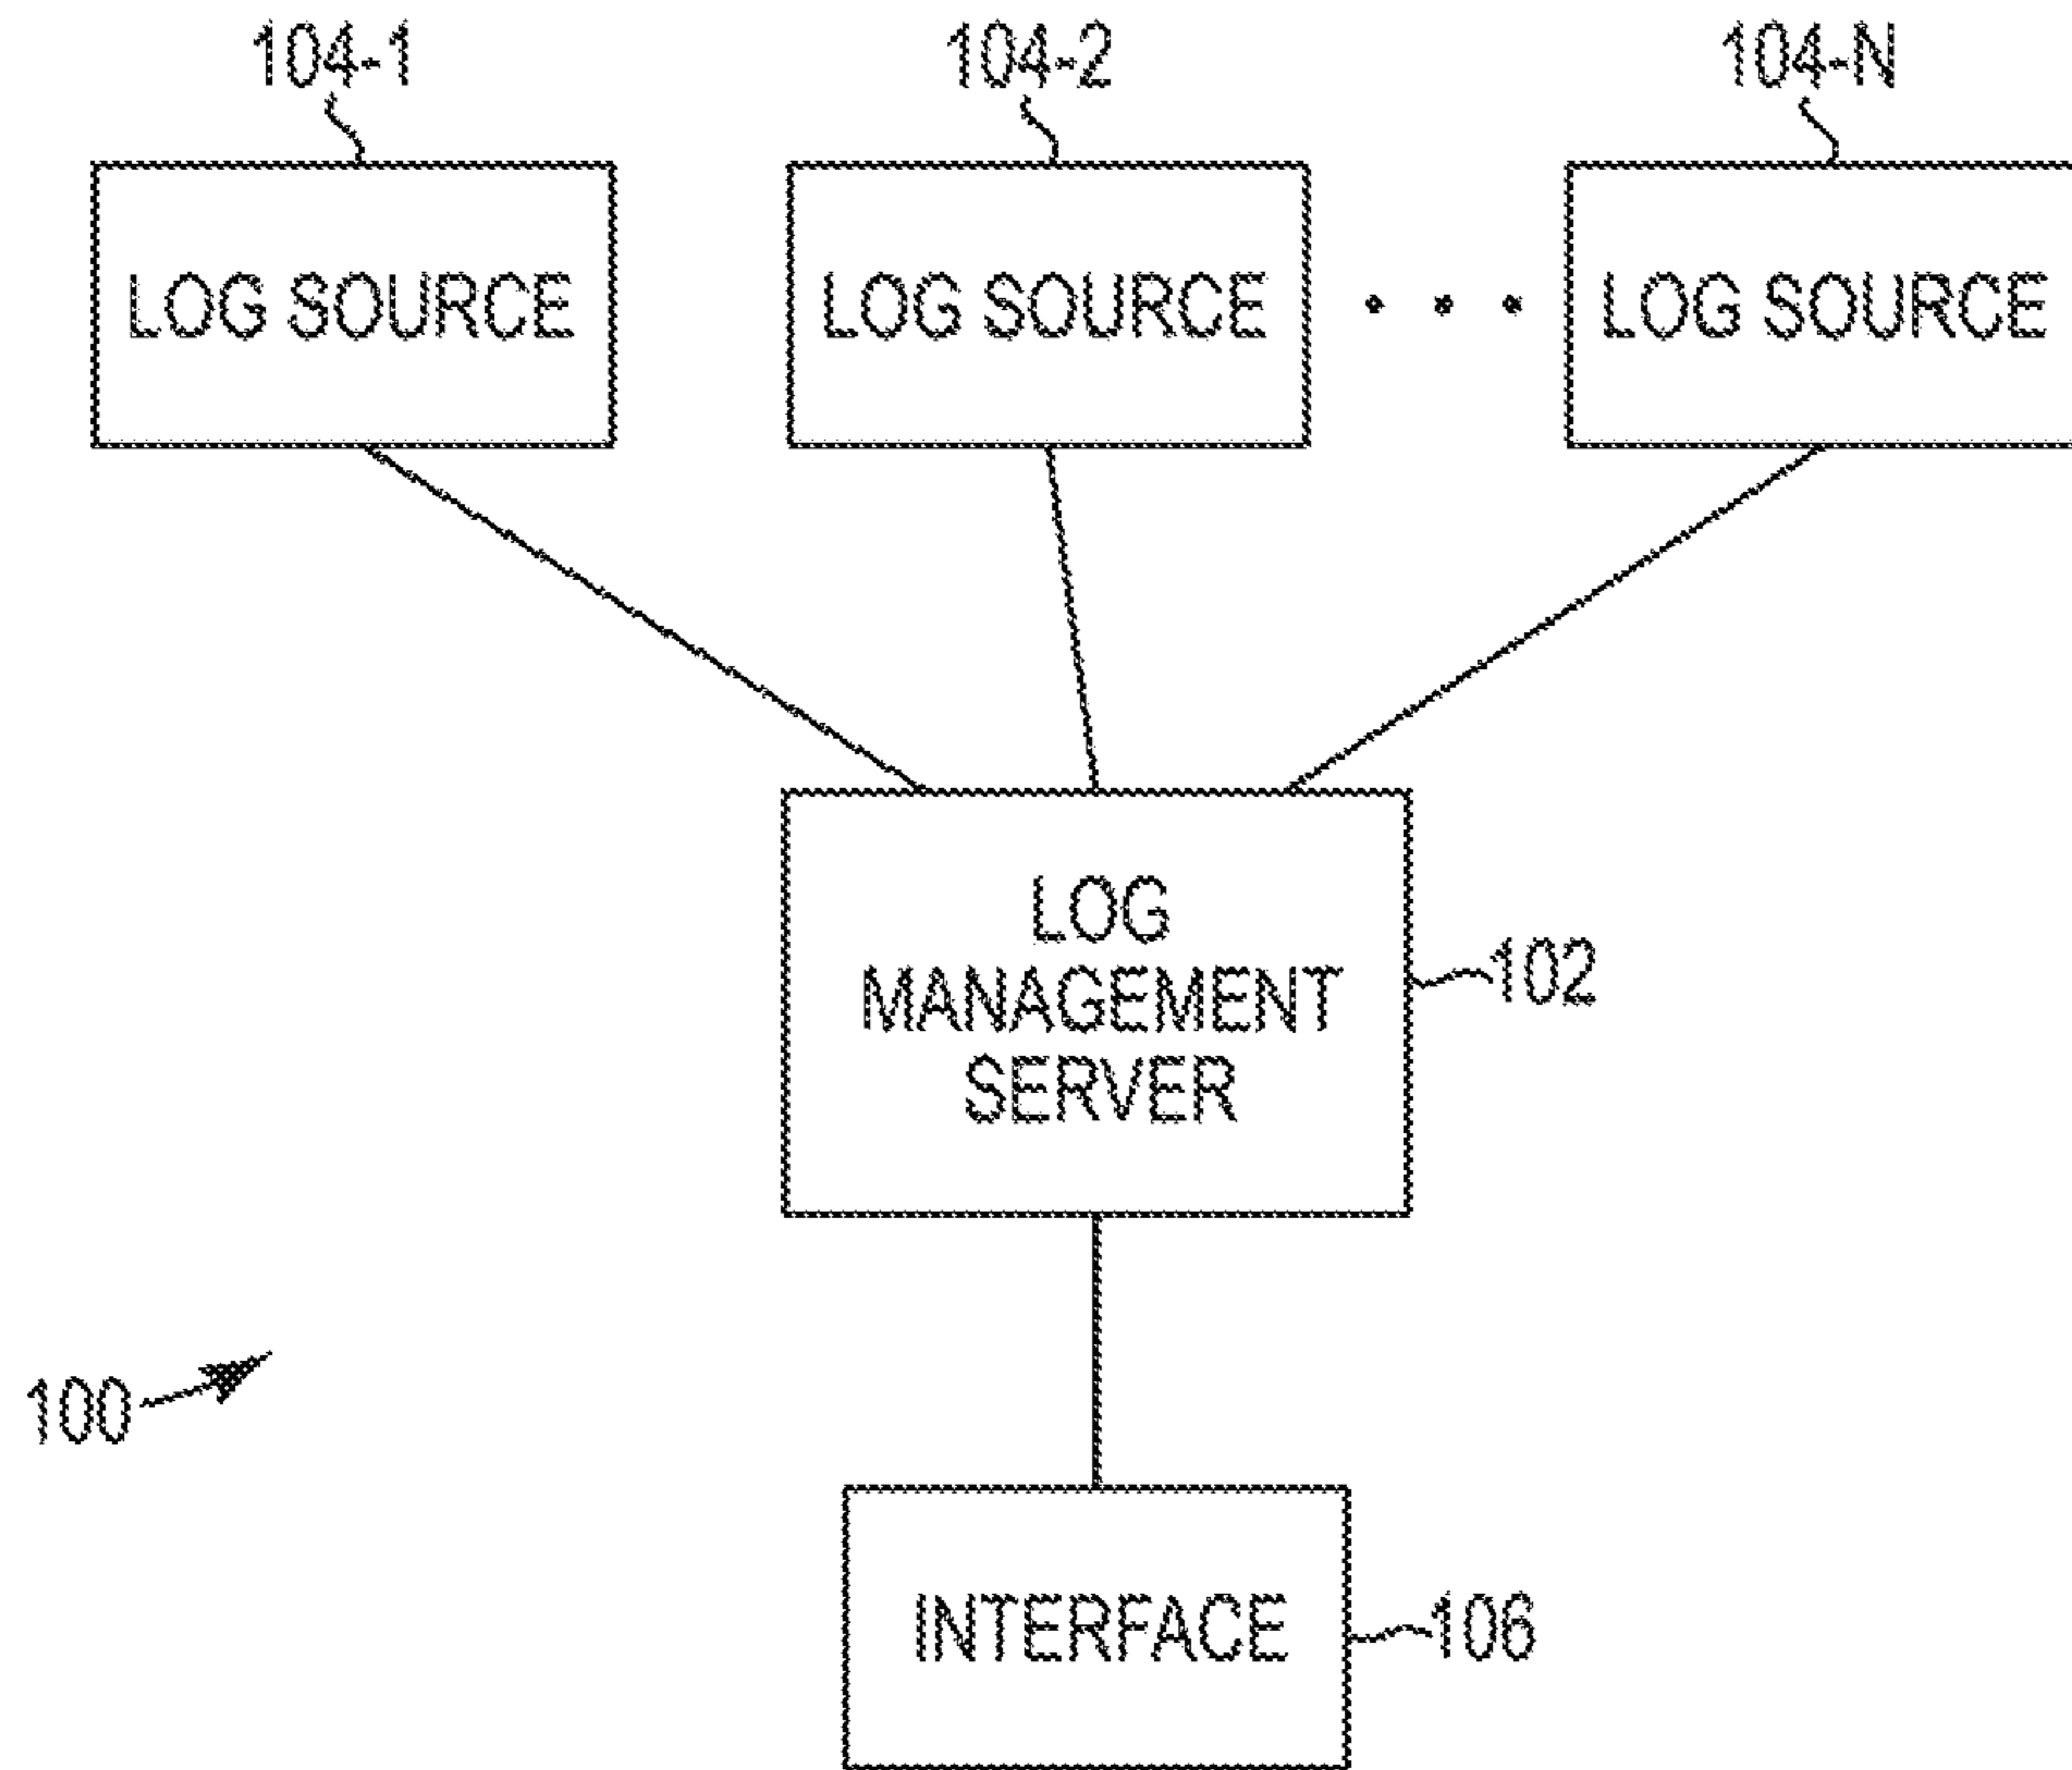 104-1 104-2 104-N
LOG SOURCE LOG SOURCE • • • LOG SOURCE
LOG
MANAGEMENT
SERVER
102
100
INTERFACE
106